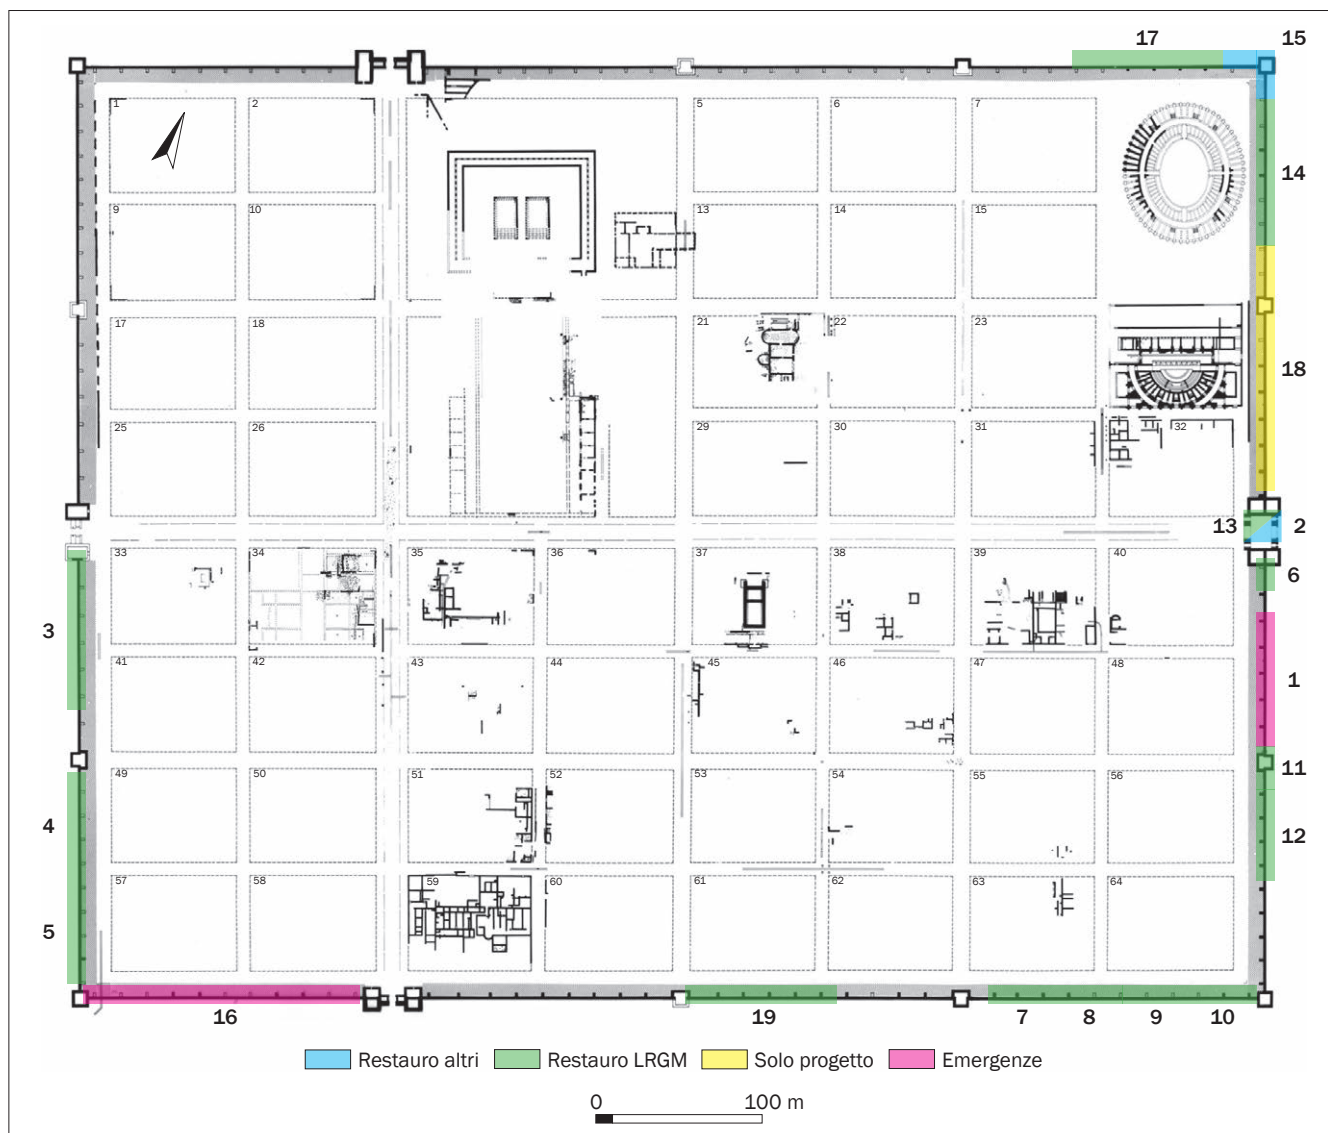 17 15
1 2 5 6 7
14
9 10 13 14 15
17 18 21 22 23
18
25 26 29 30 31 32
13 2
33 34 35 36 37 38 39 40
6
3
41 42 43 44 45 46 47 48
1
49 50 51 52 53 54 55 56
11
4 12
57 58 59 60 61 62 63 64
5
16 19 7 8 9 10
Restauro altri Restauro LRGM Solo progetto Emergenze
0 100 m